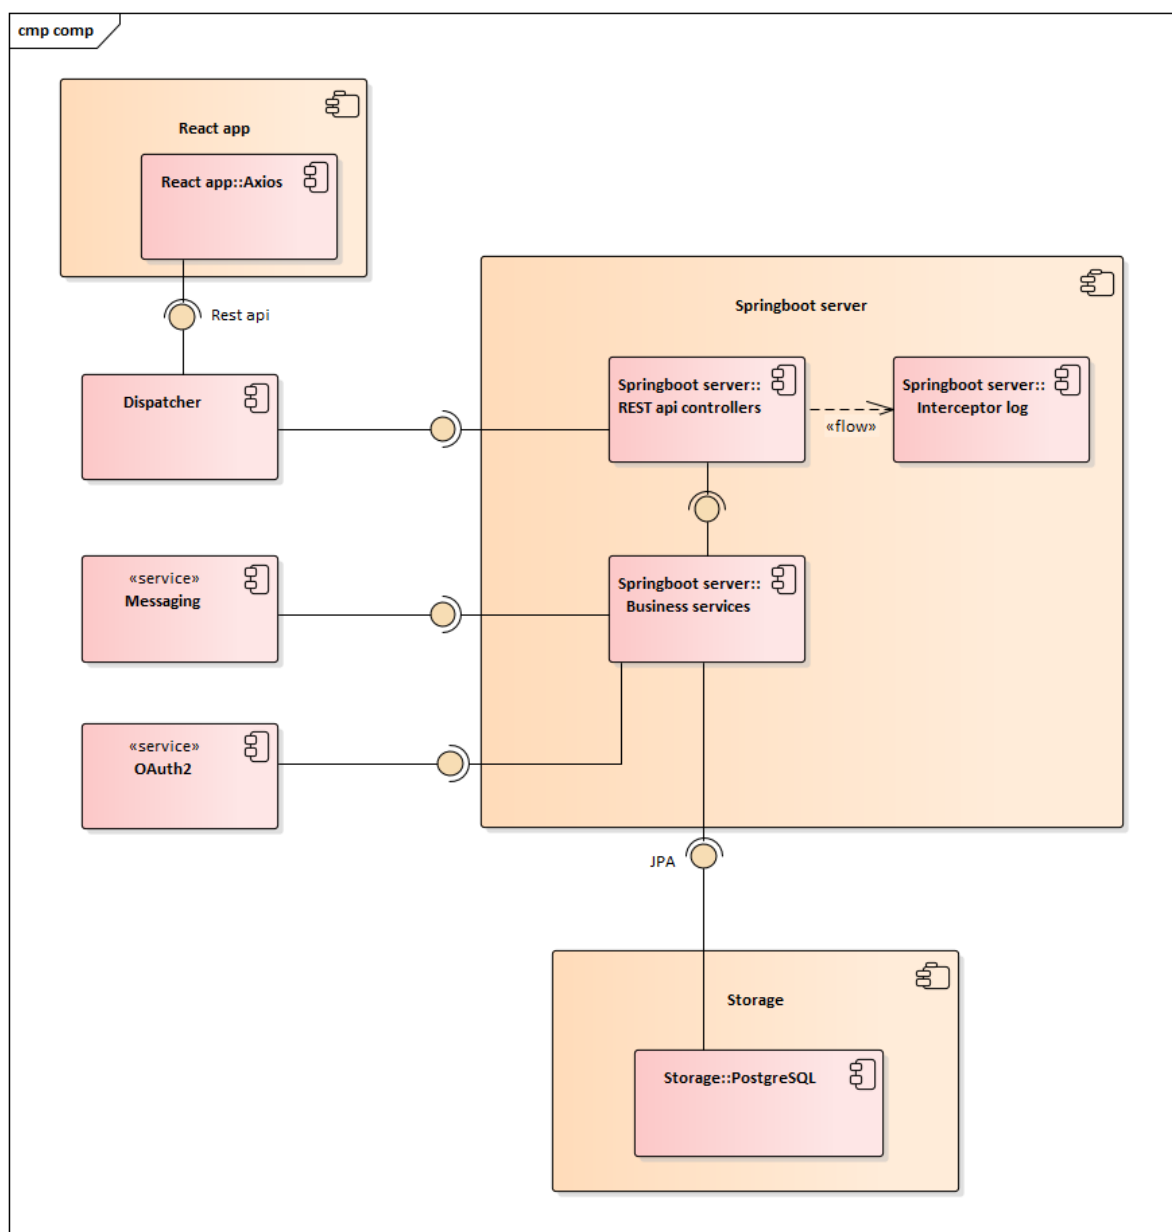 cmp comp
React app
React app::Axios
Rest api
Springboot server
Dispatcher
Springboot server::
REST api controllers
«flow»
Springboot server::
Interceptor log
«service»
Messaging
Springboot server::
Business services
«service»
OAuth2
JPA
Storage
Storage::PostgreSQL